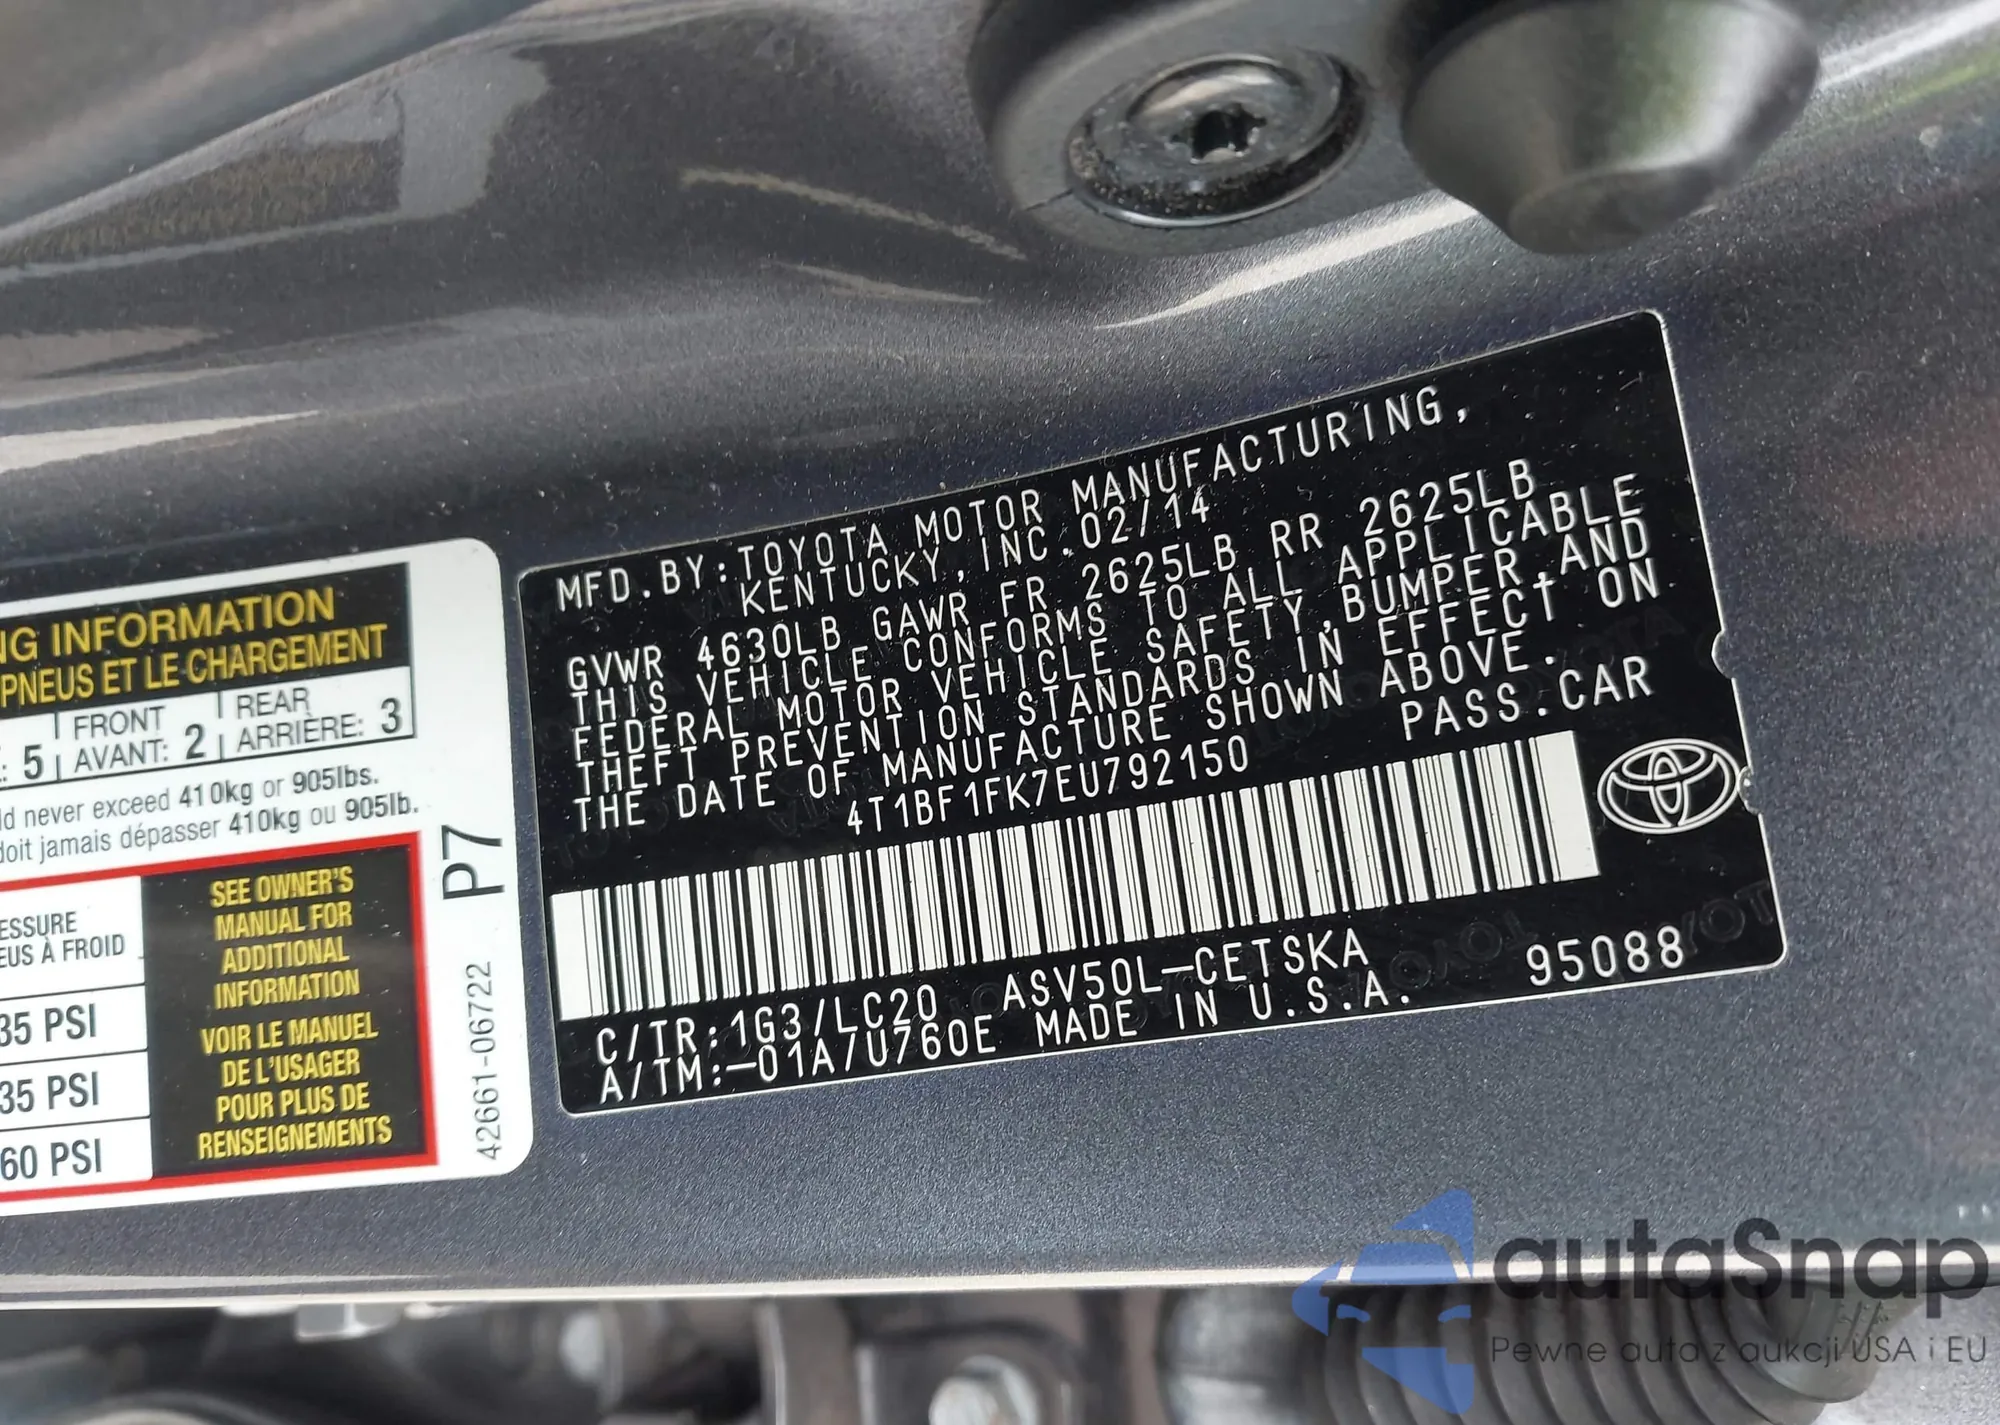 NG INFORMATION
PNEUS ET LE CHARGEMENT
: 5 | FRONT AVANT: 2 | REAR ARRIÈRE: 3
ld never exceed 410kg or 905lbs.
doit jamais dépasser 410kg ou 905lb.
ESSURE
EUS À FROID
35 PSI
35 PSI
60 PSI
SEE OWNER'S
MANUAL FOR
ADDITIONAL
INFORMATION
VOIR LE MANUEL
DE L'USAGER
POUR PLUS DE
RENSEIGNEMENTS
P7
42661-06722
MFD.BY:TOYOTA MOTOR MANUFACTURING,
KENTUCKY,INC.02/14
GVWR 4630LB GAWR FR 2625LB RR 2625LB
THIS VEHICLE CONFORMS TO ALL APPLICABLE
FEDERAL MOTOR VEHICLE SAFETY,BUMPER,AND
THEFT PREVENTION STANDARDS IN EFFECT ON
THE DATE OF MANUFACTURE SHOWN ABOVE.
4T1BF1FK7EU792150 PASS.CAR
C/TR:1G3/LC20 ASV50L-CETSKA 95088
A/TM:-01A/U760E MADE IN U.S.A.
autaSnap
Pewne auta z aukcji USA i EU